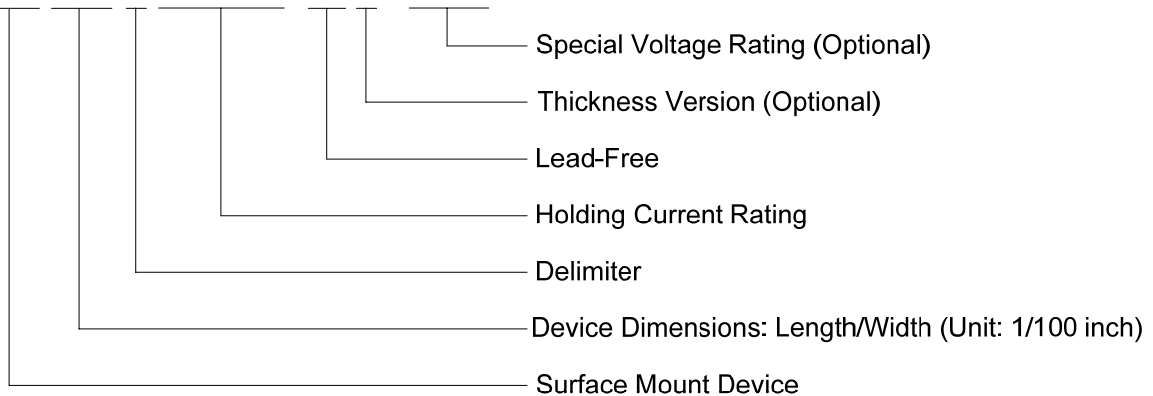 Special Voltage Rating (Optional)
Thickness Version (Optional)
Lead-Free
Holding Current Rating
Delimiter
Device Dimensions: Length/Width (Unit: 1/100 inch)
Surface Mount Device